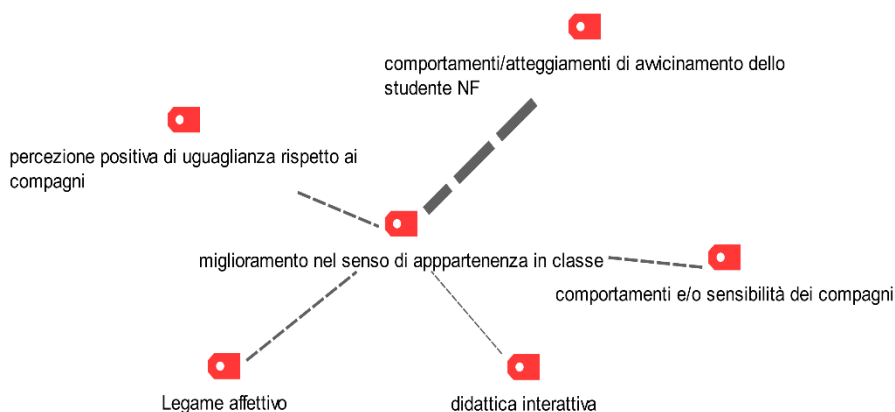 comportamenti/atteggiamenti di avvicinamento dello
studente NF
percezione positiva di uguaglianza rispetto ai
compagni
miglioramento nel senso di apppartenenza in classe
comportamenti e/o sensibilità dei compagni
Legame affettivo
didattica interattiva